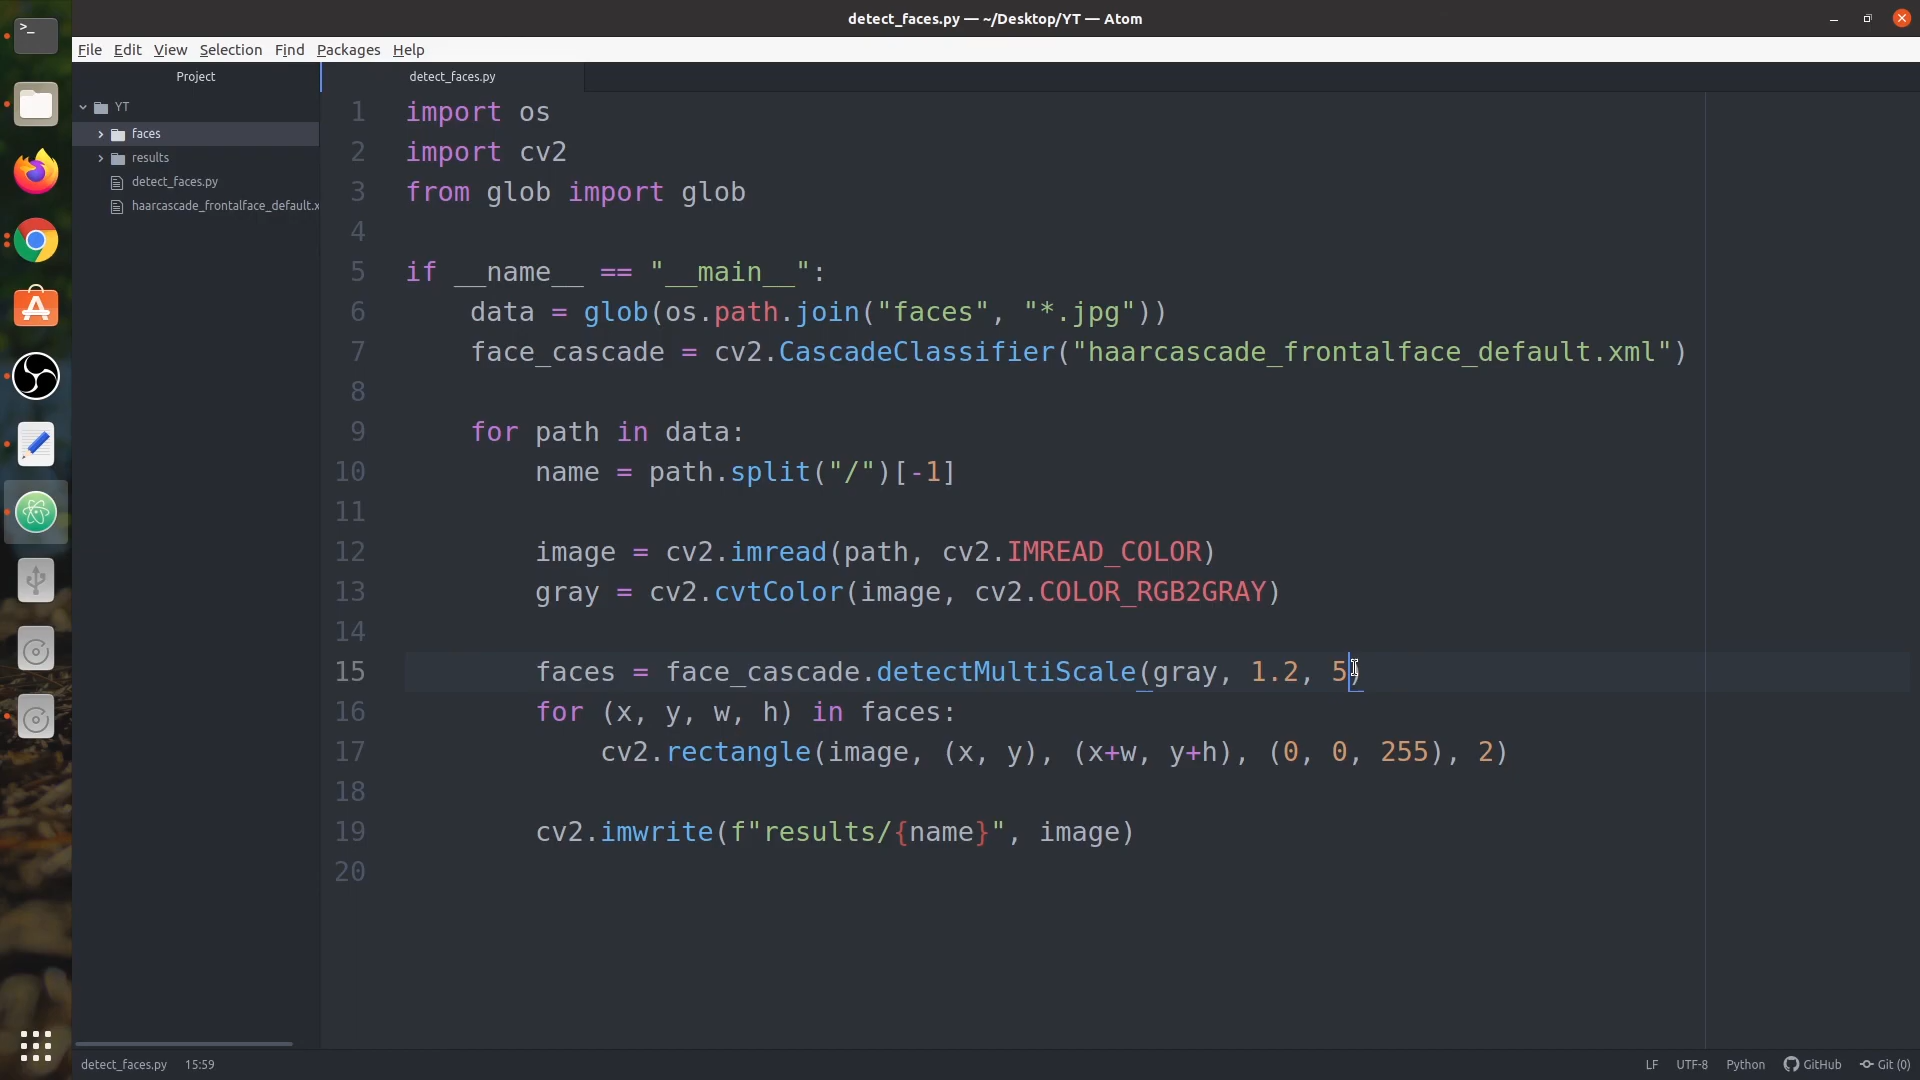 detect_faces.py — ~/Desktop/YT — Atom
File Edit View Selection Find Packages Help
Project
detect_faces.py
YT
faces
results
detect_faces.py
haarcascade_frontalface_default.x
1 import os
2 import cv2
3 from glob import glob
4
5 if __name__ == "__main__":
6 data = glob(os.path.join("faces", "*.jpg"))
7 face_cascade = cv2.CascadeClassifier("haarcascade_frontalface_default.xml")
8
9 for path in data:
10 name = path.split("/")[-1]
11
12 image = cv2.imread(path, cv2.IMREAD_COLOR)
13 gray = cv2.cvtColor(image, cv2.COLOR_RGB2GRAY)
14
15 faces = face_cascade.detectMultiScale(gray, 1.2, 5)
16 for (x, y, w, h) in faces:
17 cv2.rectangle(image, (x, y), (x+w, y+h), (0, 0, 255), 2)
18
19 cv2.imwrite(f"results/{name}", image)
20
detect_faces.py 15:59 LF UTF-8 Python GitHub Git (0)